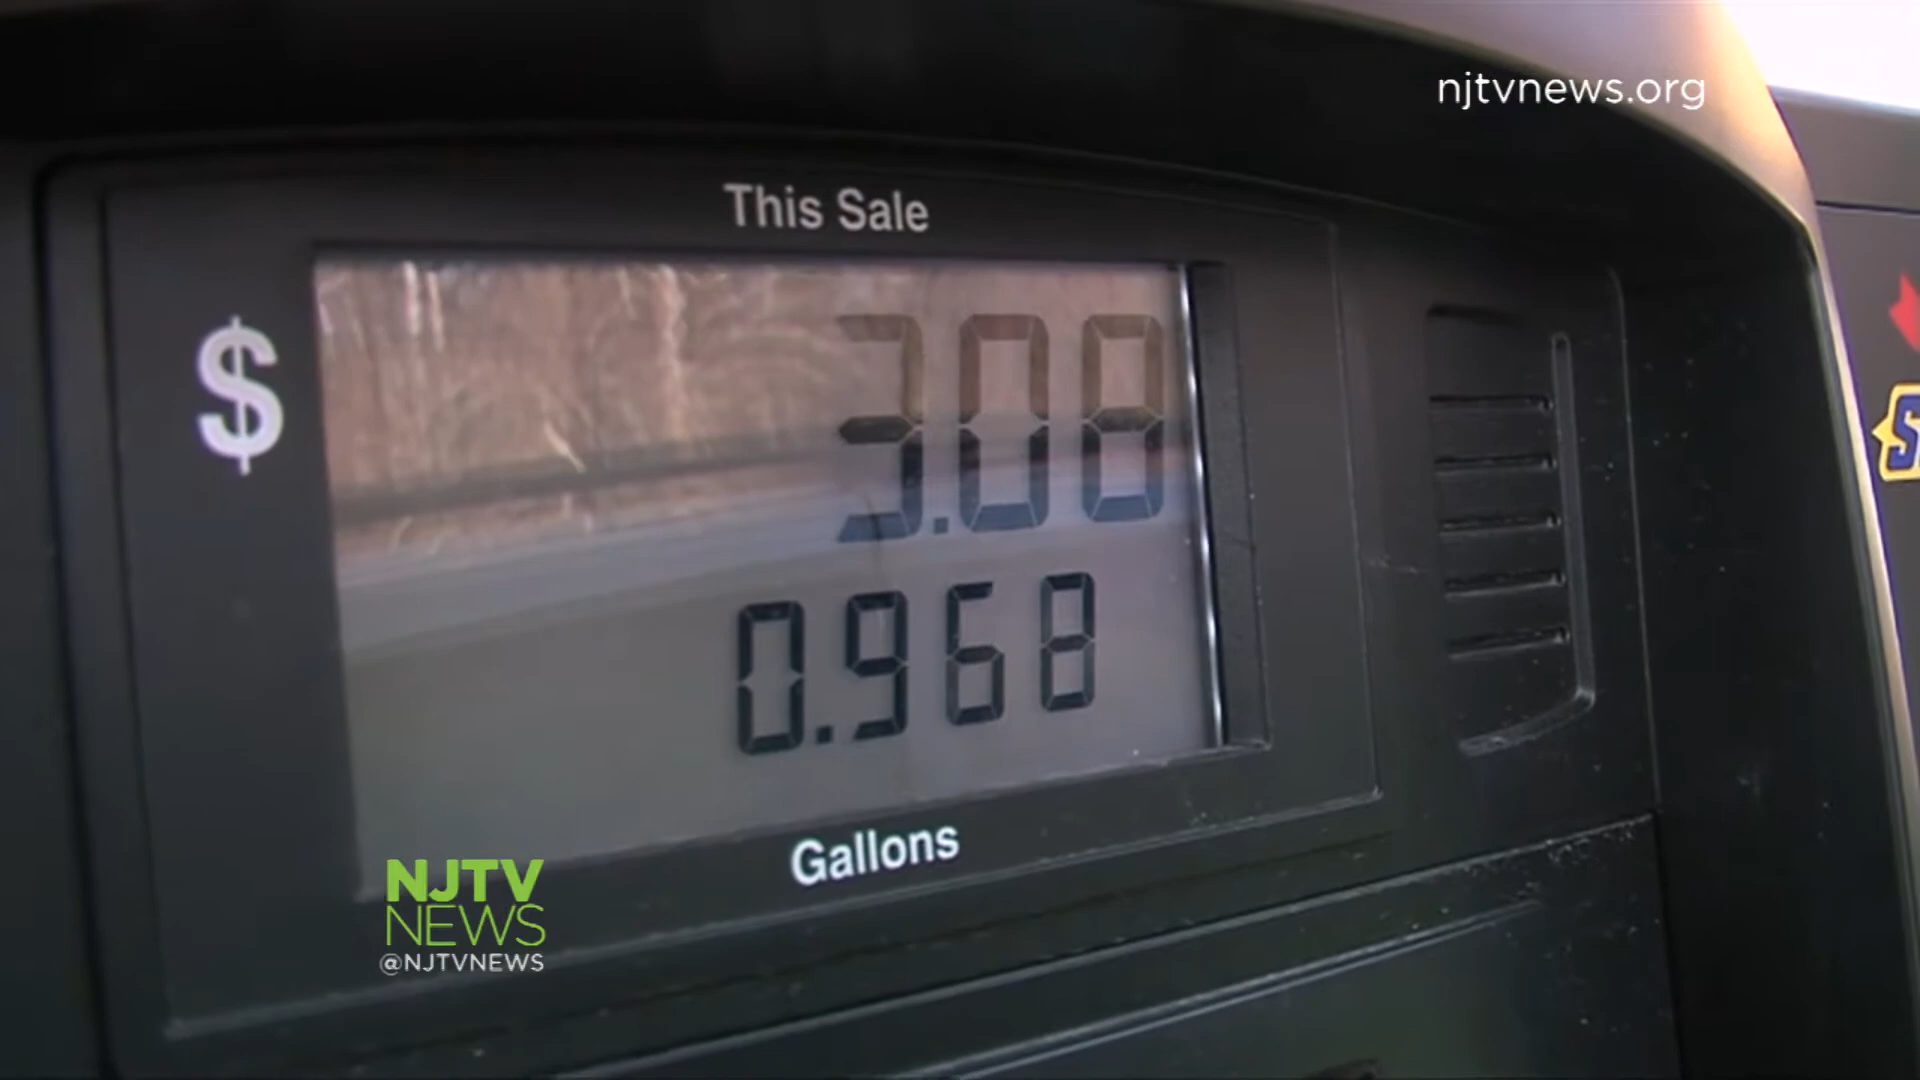 njtvnews.org
This Sale
$ 3.08
0.968
Gallons
NJTV
NEWS
@NJTVNEWS